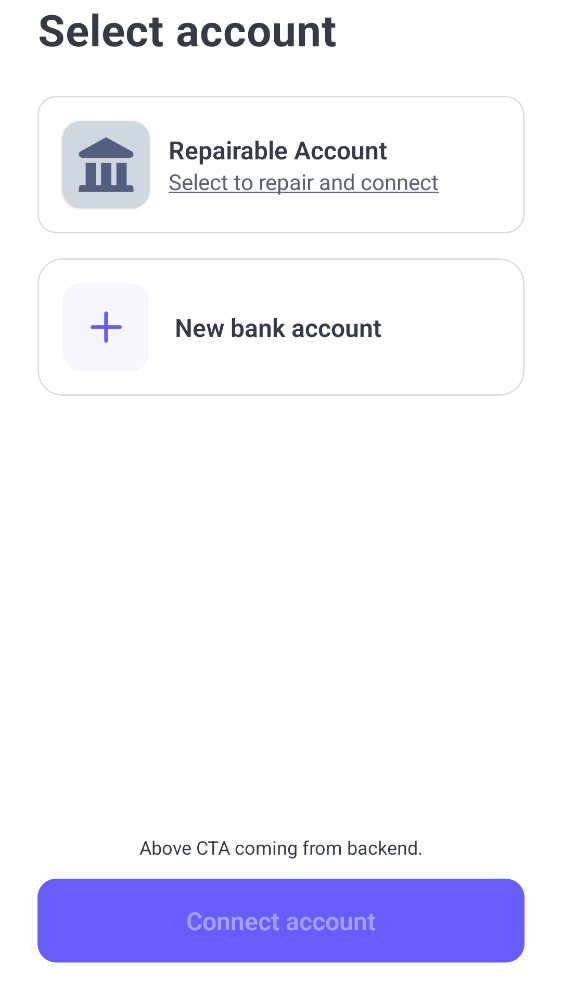 Select account
Repairable Account
Select to repair and connect
New bank account
Above CTA coming from backend.
Connect account